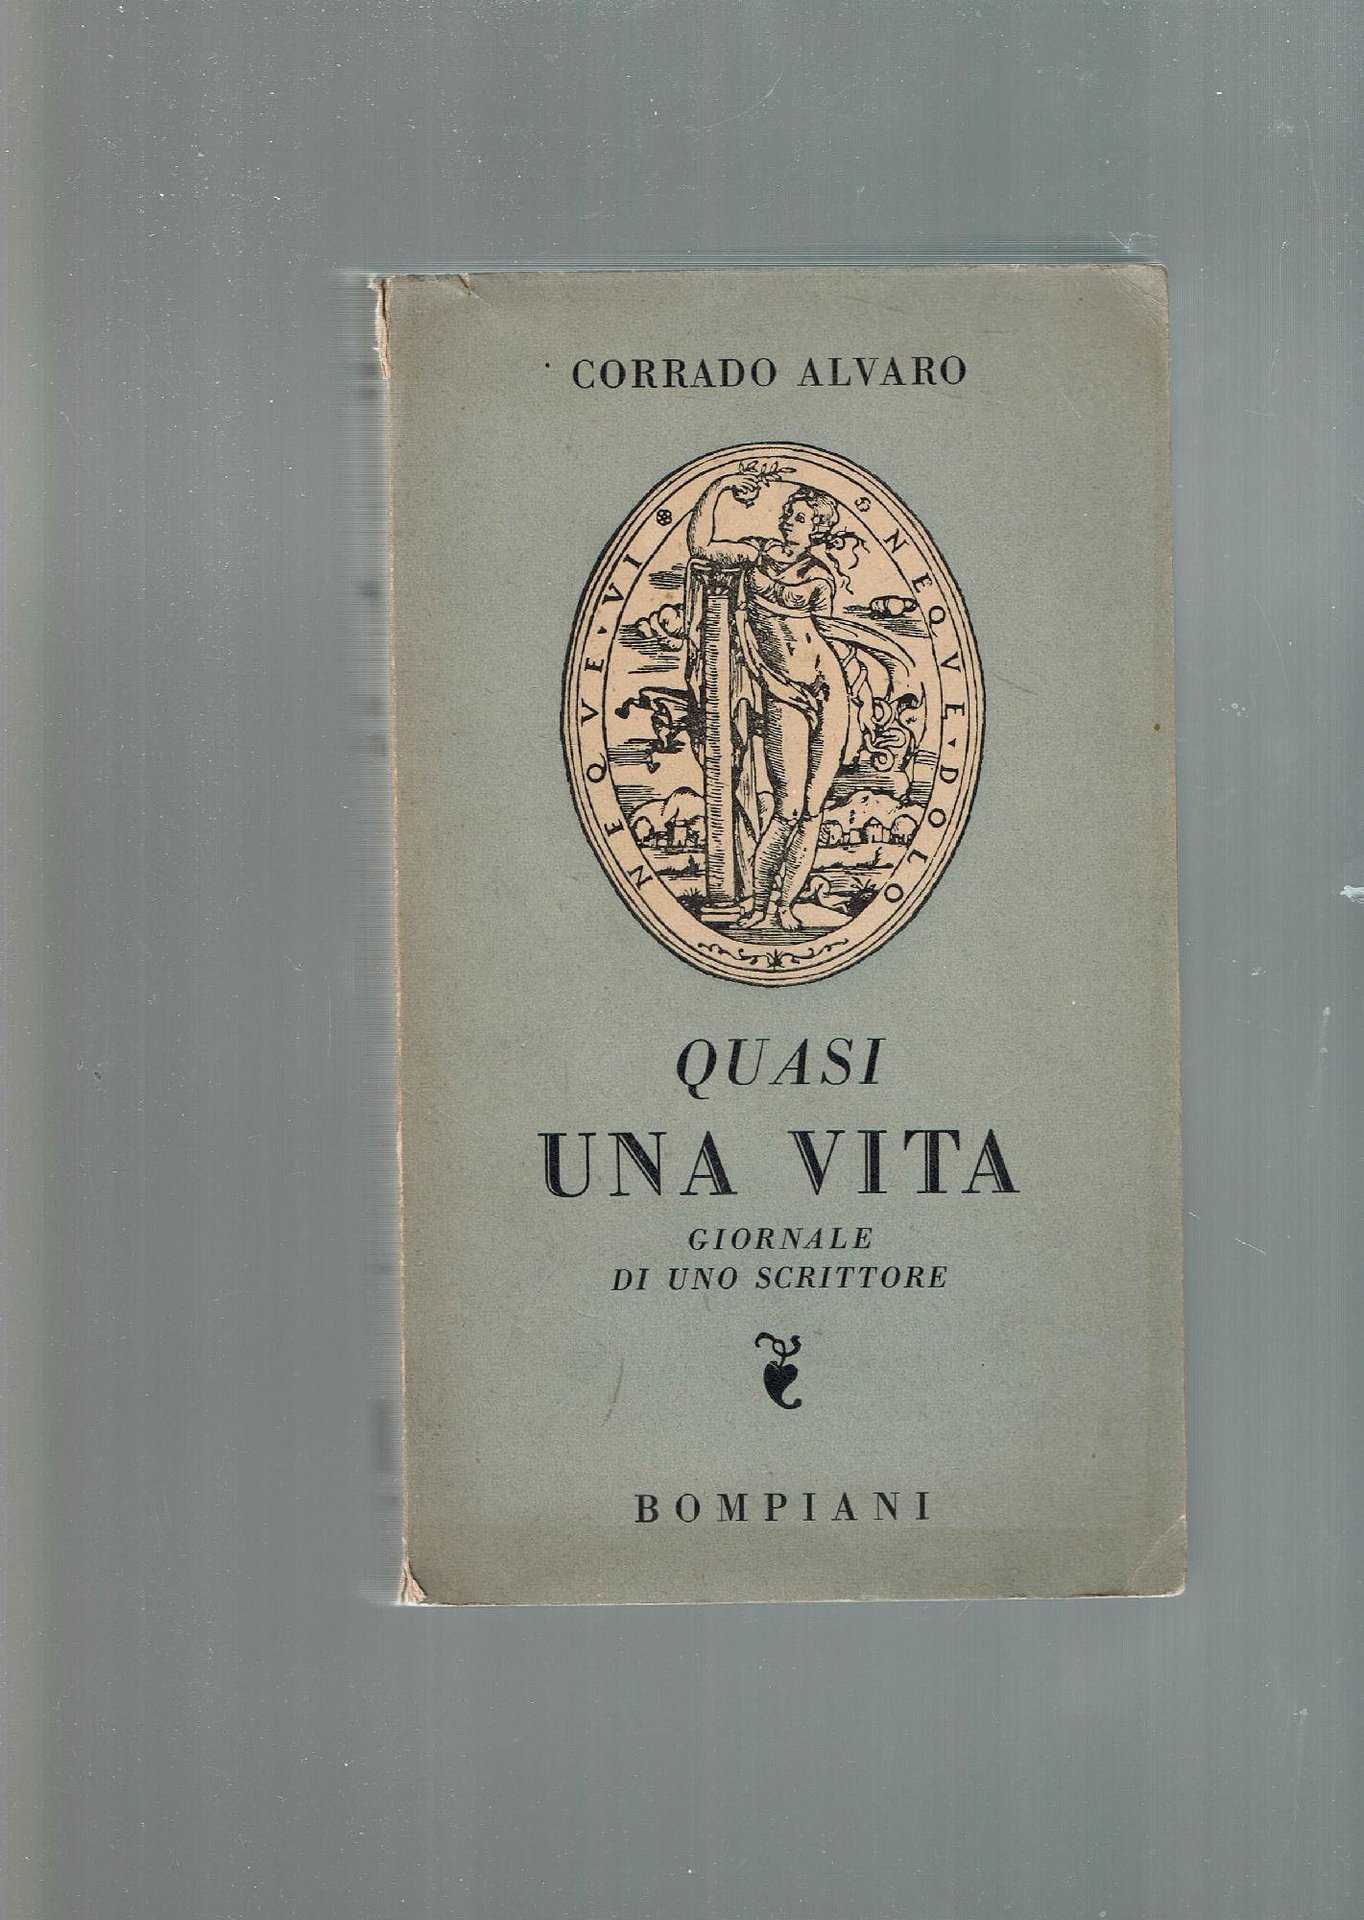 CORRADO ALVARO
NEQVE · VI
NEQVE · DOLO
QUASI
UNA VITA
GIORNALE
DI UNO SCRITTORE
BOMPIANI